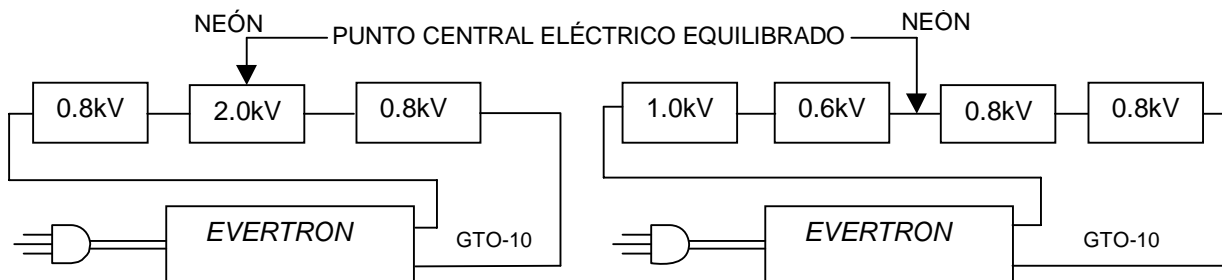 NEÓN
PUNTO CENTRAL ELÉCTRICO EQUILIBRADO
NEÓN
0.8kV 2.0kV 0.8kV
1.0kV 0.6kV 0.8kV 0.8kV
EVERTRON
GTO-10
EVERTRON
GTO-10